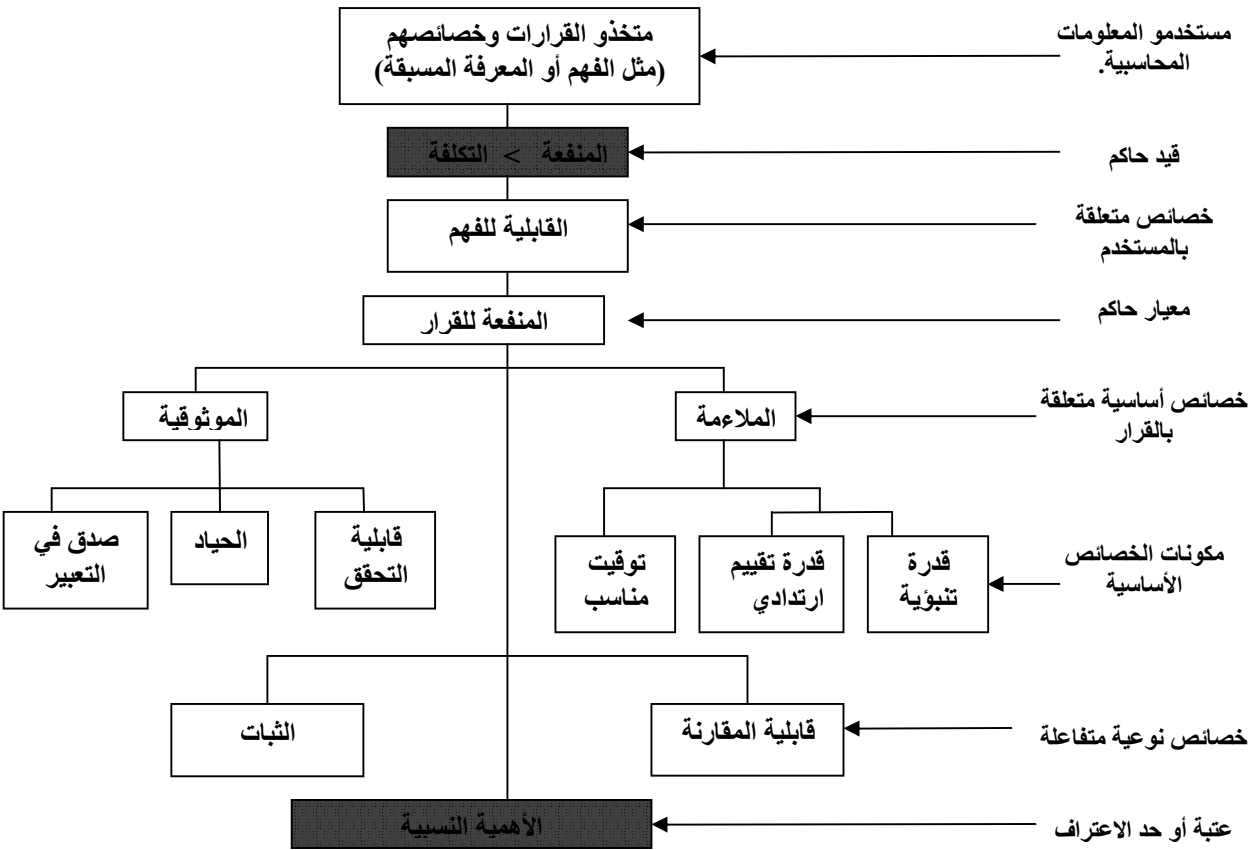 متخذو القرارات وخصائصهم
(مثل الفهم أو المعرفة المسبقة)
مستخدمو المعلومات
المحاسبية.
المنفعة > التكلفة
قيد حاكم
القابلية للفهم
خصائص متعلقة
بالمستخدم
المنفعة للقرار
معيار حاكم
الملاءمة
الموثوقية
خصائص أساسية متعلقة
بالقرار
قدرة
تنبؤية
قدرة تقييم
ارتدادي
توقيت
مناسب
قابلية
التحقق
الحياد
صدق في
التعبير
مكونات الخصائص
الأساسية
قابلية المقارنة
الثبات
خصائص نوعية متفاعلة
الأهمية النسبية
عتبة أو حد الاعتراف